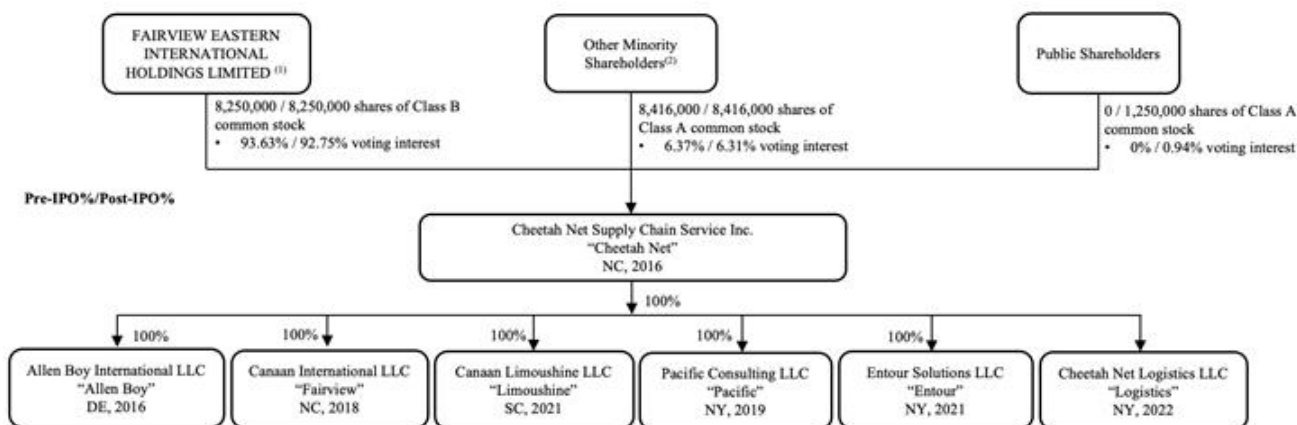 FAIRVIEW EASTERN
INTERNATIONAL
HOLDINGS LIMITED (1)
Other Minority
Shareholders(2)
Public Shareholders
8,250,000 / 8,250,000 shares of Class B
common stock
• 93.63% / 92.75% voting interest
8,416,000 / 8,416,000 shares of
Class A common stock
• 6.37% / 6.31% voting interest
0 / 1,250,000 shares of Class A
common stock
• 0% / 0.94% voting interest
Pre-IPO%/Post-IPO%
Cheetah Net Supply Chain Service Inc.
“Cheetah Net”
NC, 2016
100%
100%
100%
100%
100%
100%
Allen Boy International LLC
“Allen Boy”
DE, 2016
Canaan International LLC
“Fairview”
NC, 2018
Canaan Limoushine LLC
“Limoushine”
SC, 2021
Pacific Consulting LLC
“Pacific”
NY, 2019
Entour Solutions LLC
“Entour”
NY, 2021
Cheetah Net Logistics LLC
“Logistics”
NY, 2022